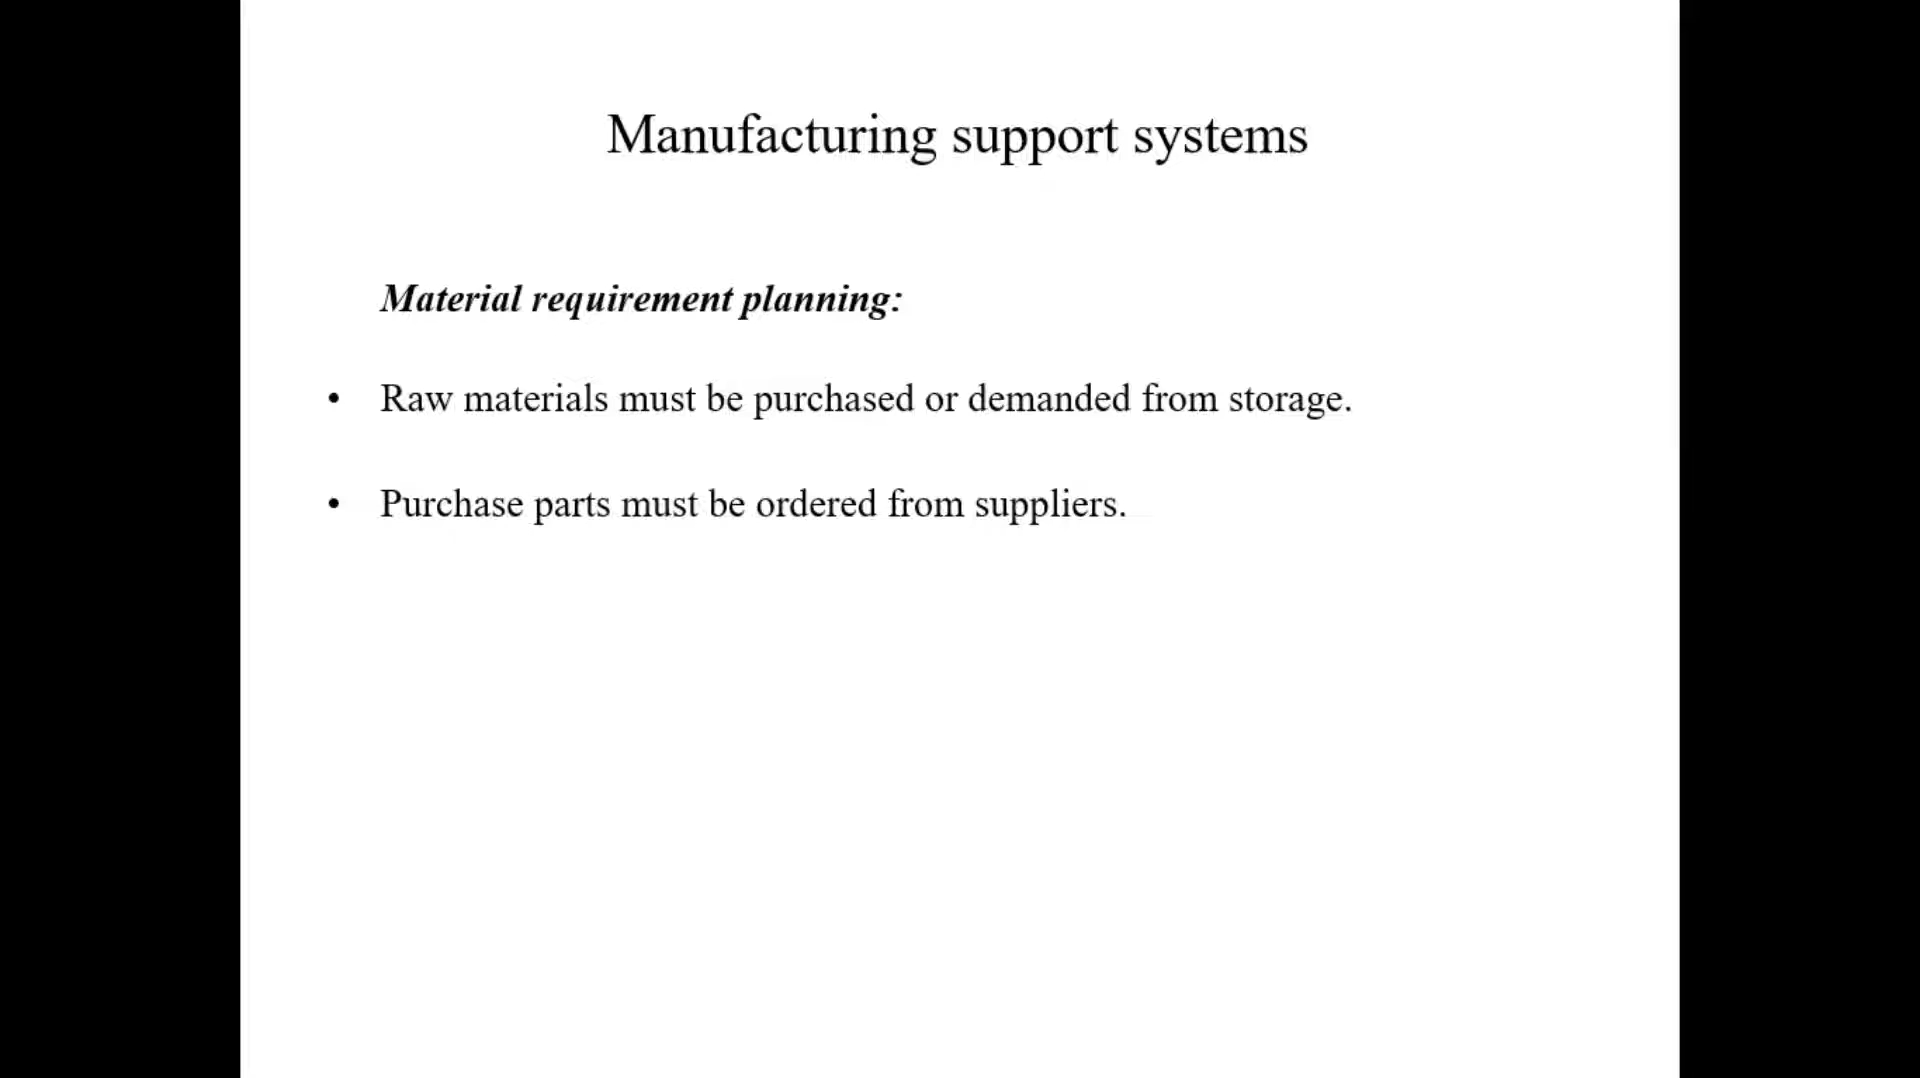 Manufacturing support systems
Material requirement planning:
• Raw materials must be purchased or demanded from storage.
• Purchase parts must be ordered from suppliers.